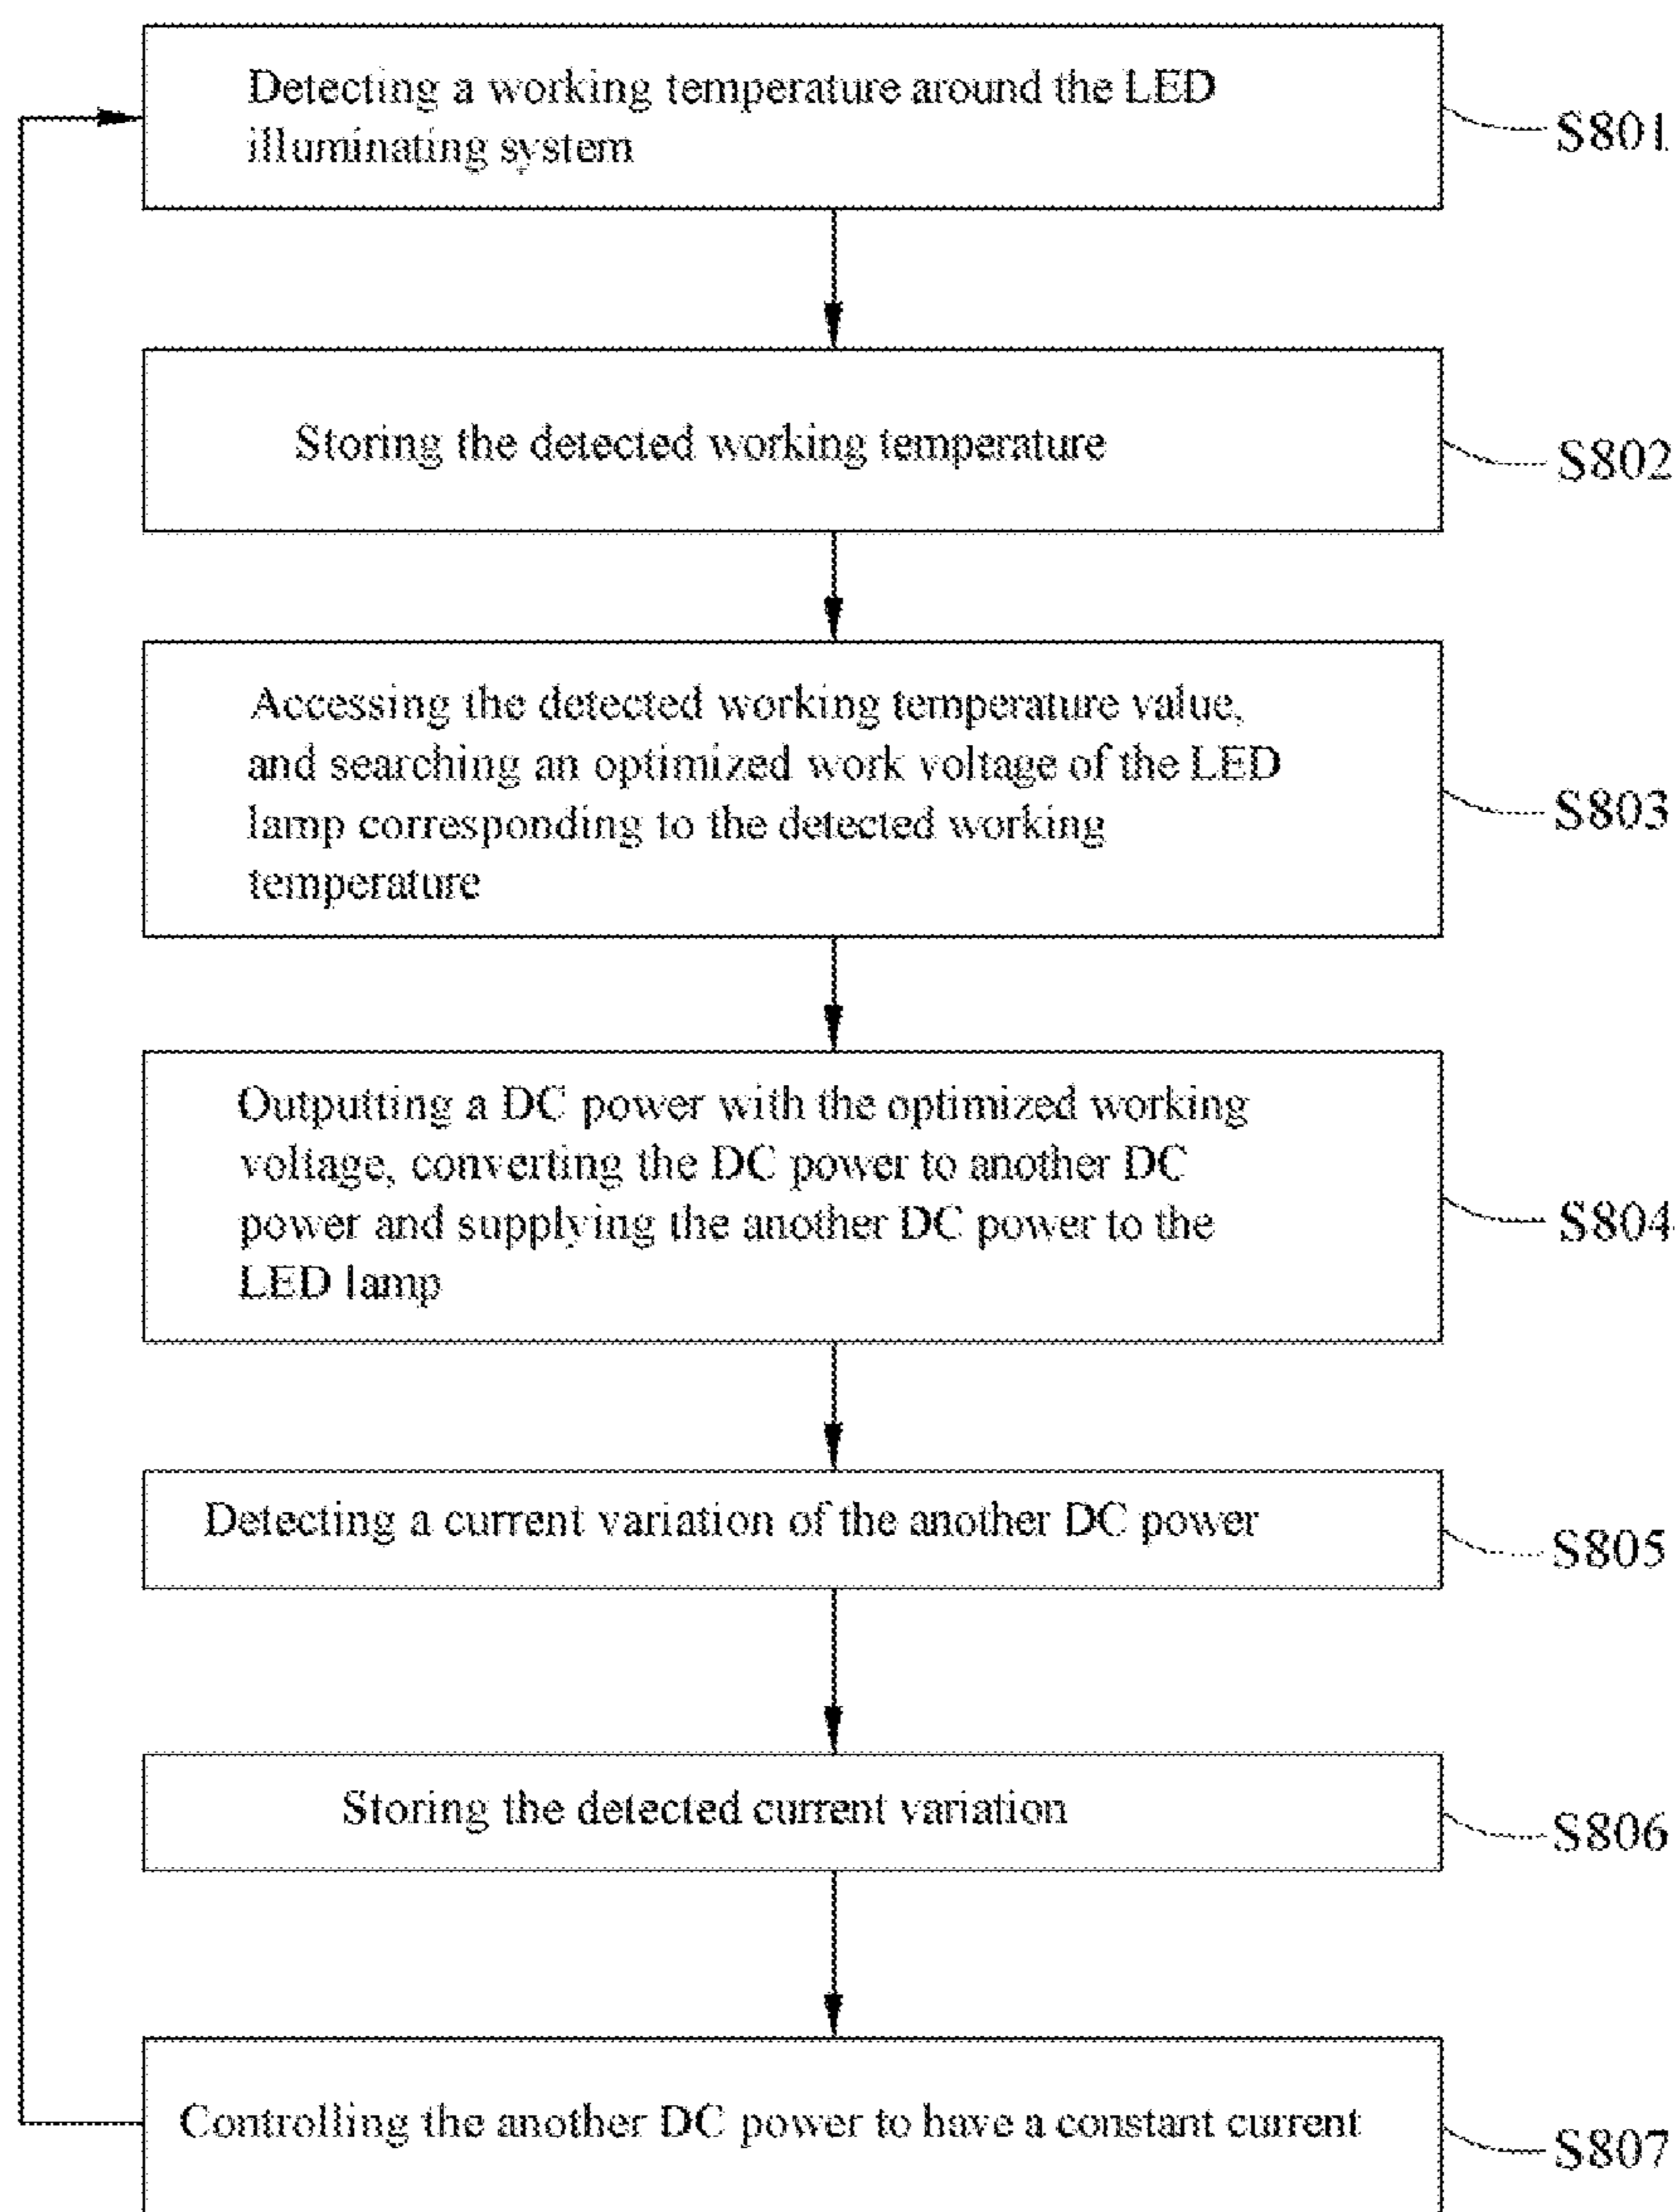 Detecting a working temperature around the LED
illuminating system
S801
Storing the detected working temperature
S802
Accessing the detected working temperature value,
and searching an optimized work voltage of the LED
lamp corresponding to the detected working
temperature
S803
Outputting a DC power with the optimized working
voltage, converting the DC power to another DC
power and supplying the another DC power to the
LED lamp
S804
Detecting a current variation of the another DC power
S805
Storing the detected current variation
S806
Controlling the another DC power to have a constant current
S807